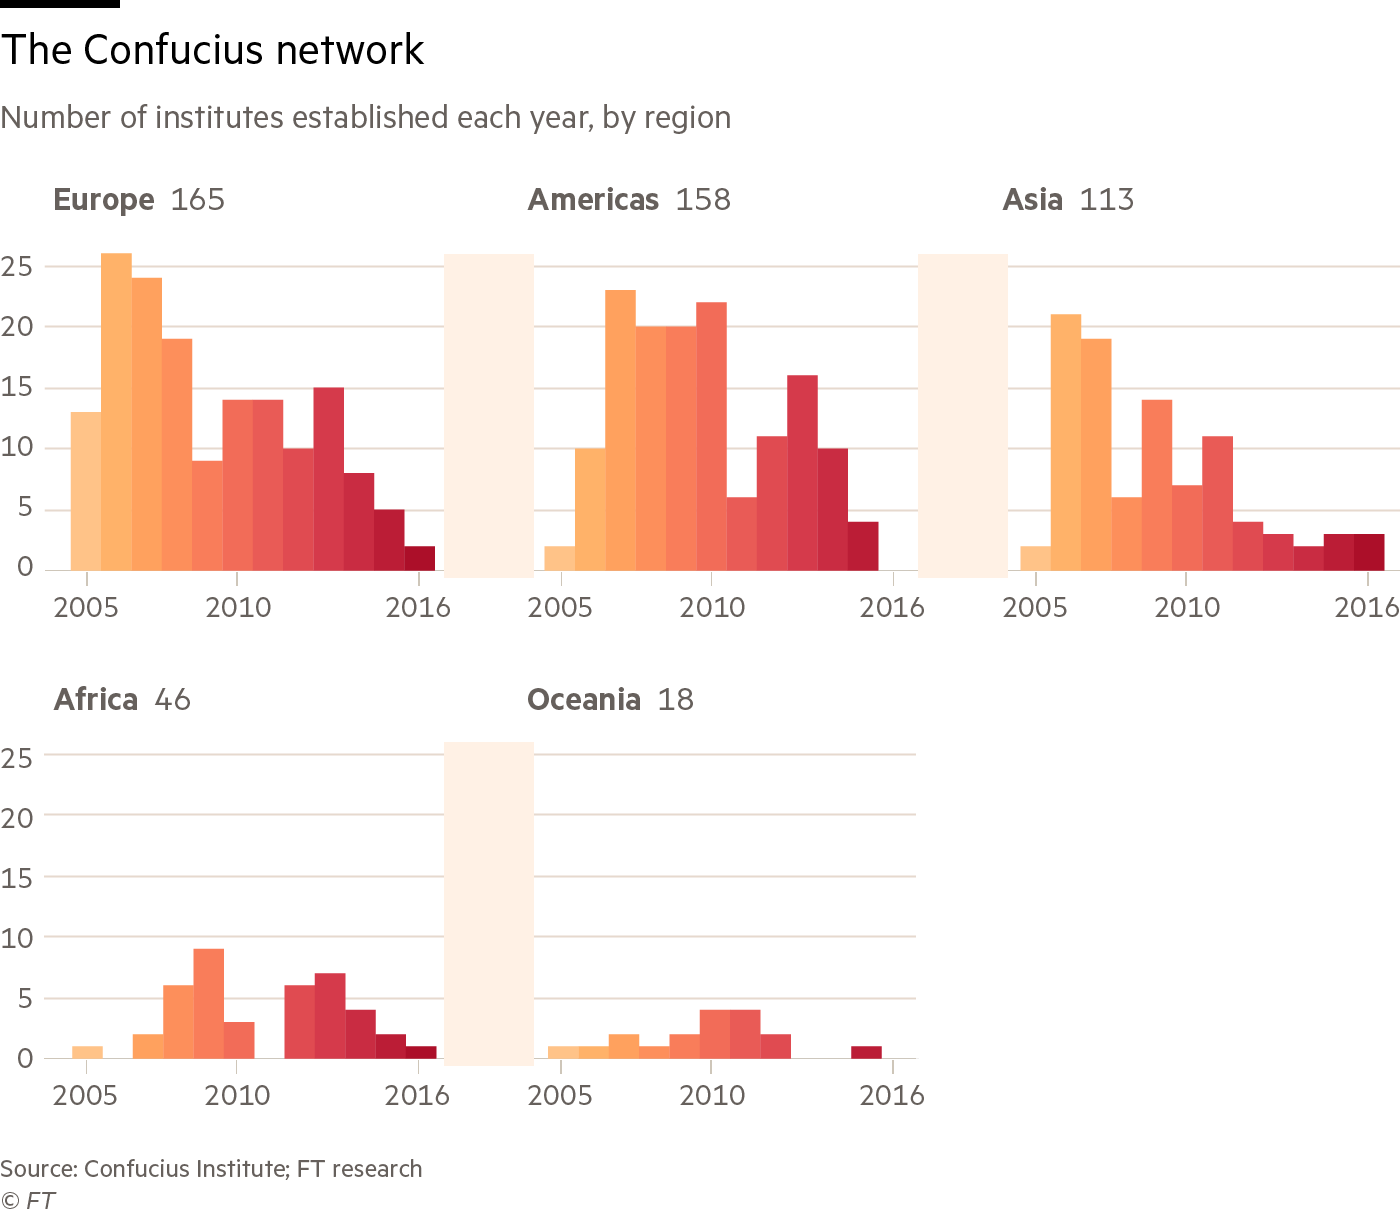 The Confucius network
Number of institutes established each year, by region
Europe 165
Americas 158
Asia 113
25
20
15
10
5
0
2005 2010 2016
2005 2010 2016
2005 2010 2016
Africa 46
Oceania 18
25
20
15
10
5
0
2005 2010 2016
2005 2010 2016
Source: Confucius Institute; FT research
© FT